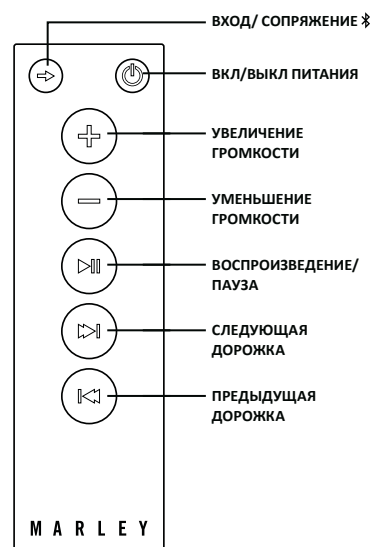 ВХОД/ СОПРЯЖЕНИЕ
ВКЛ/ВЫКЛ ПИТАНИЯ
УВЕЛИЧЕНИЕ
ГРОМКОСТИ
УМЕНЬШЕНИЕ
ГРОМКОСТИ
ВОСПРОИЗВЕДЕНИЕ/
ПАУЗА
СЛЕДУЮЩАЯ
ДОРОЖКА
ПРЕДЫДУЩАЯ
ДОРОЖКА
MARLEY